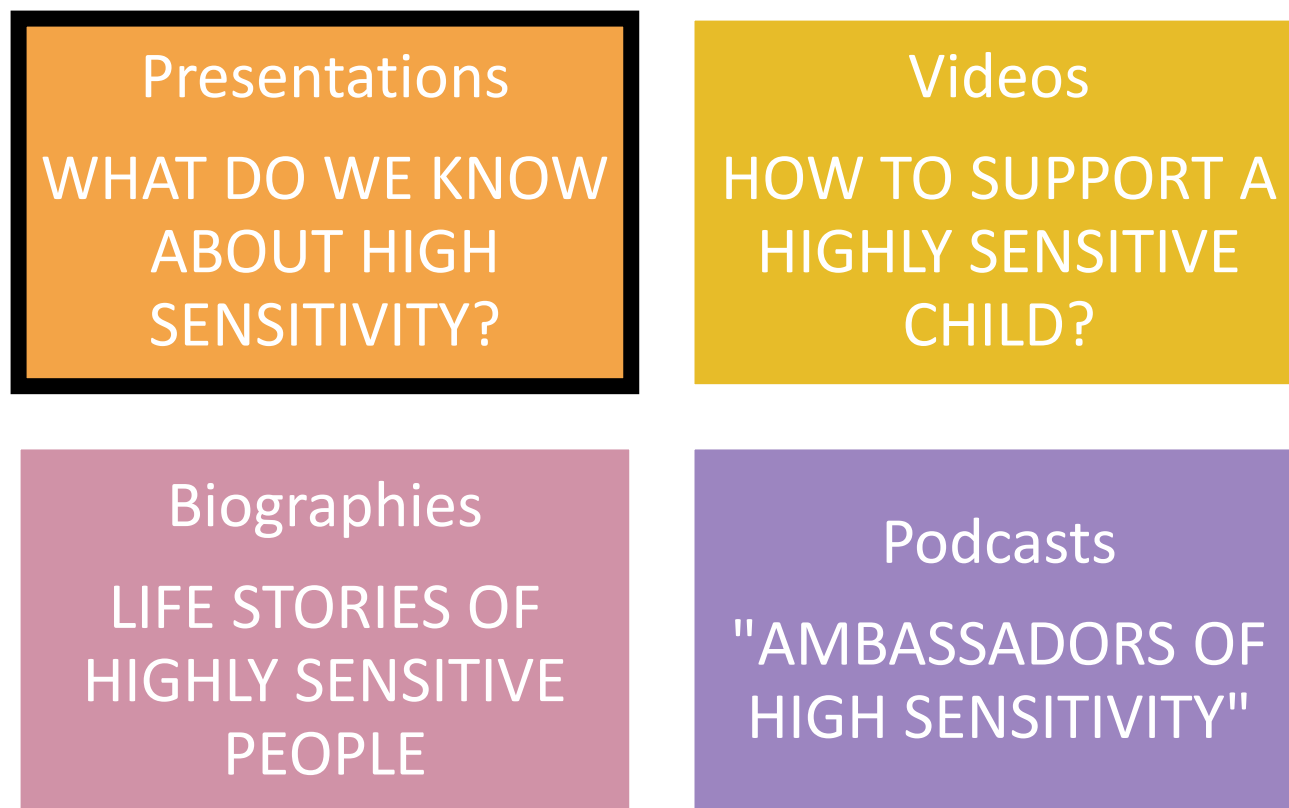 Presentations
WHAT DO WE KNOW
ABOUT HIGH
SENSITIVITY?
Videos
HOW TO SUPPORT A
HIGHLY SENSITIVE
CHILD?
Biographies
LIFE STORIES OF
HIGHLY SENSITIVE
PEOPLE
Podcasts
"AMBASSADORS OF
HIGH SENSITIVITY"